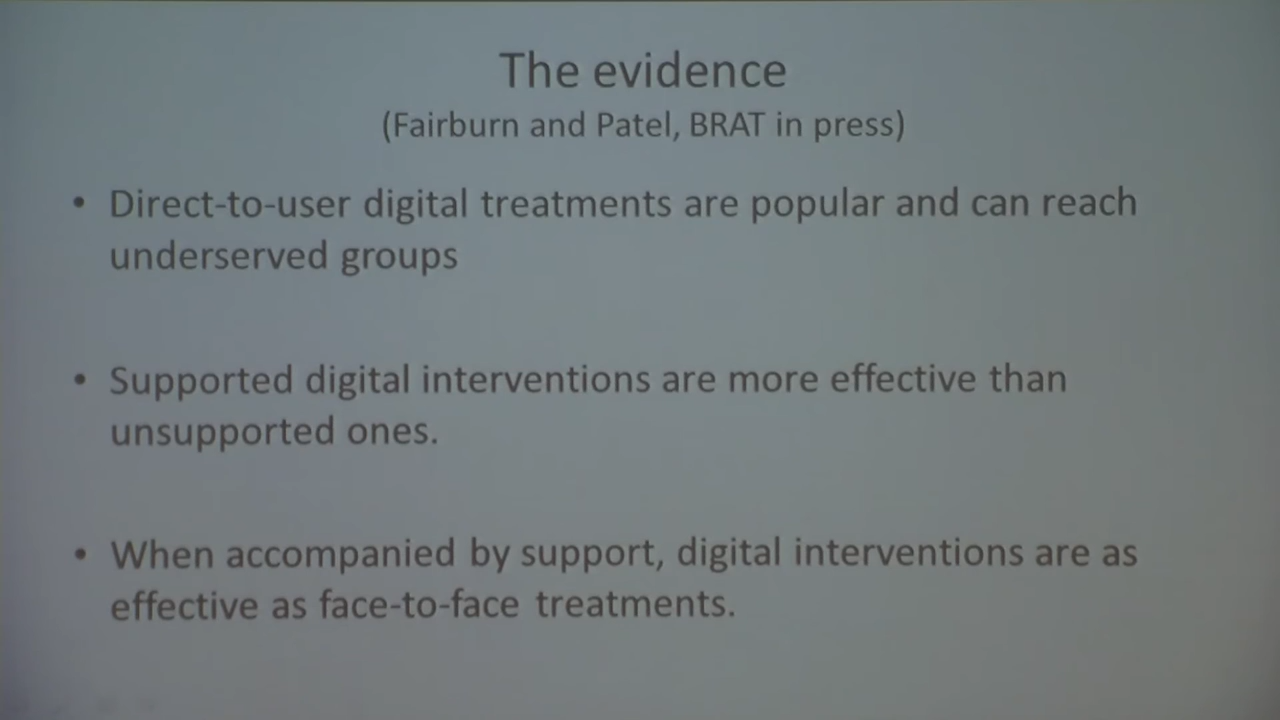 The evidence
(Fairburn and Patel, BRAT in press)
• Direct-to-user digital treatments are popular and can reach
underserved groups
• Supported digital interventions are more effective than
unsupported ones.
• When accompanied by support, digital interventions are as
effective as face-to-face treatments.